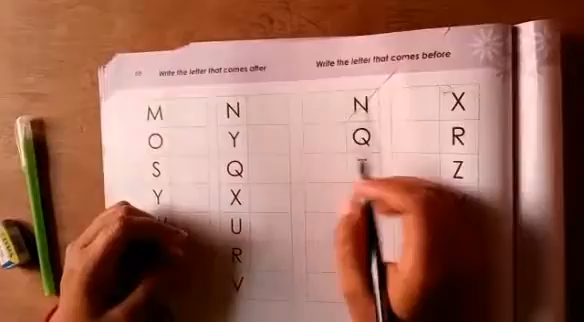 Write the letter that comes after
Write the letter that comes before
M N N X
O Y Q R
S Q Z
Y X
U
R
V